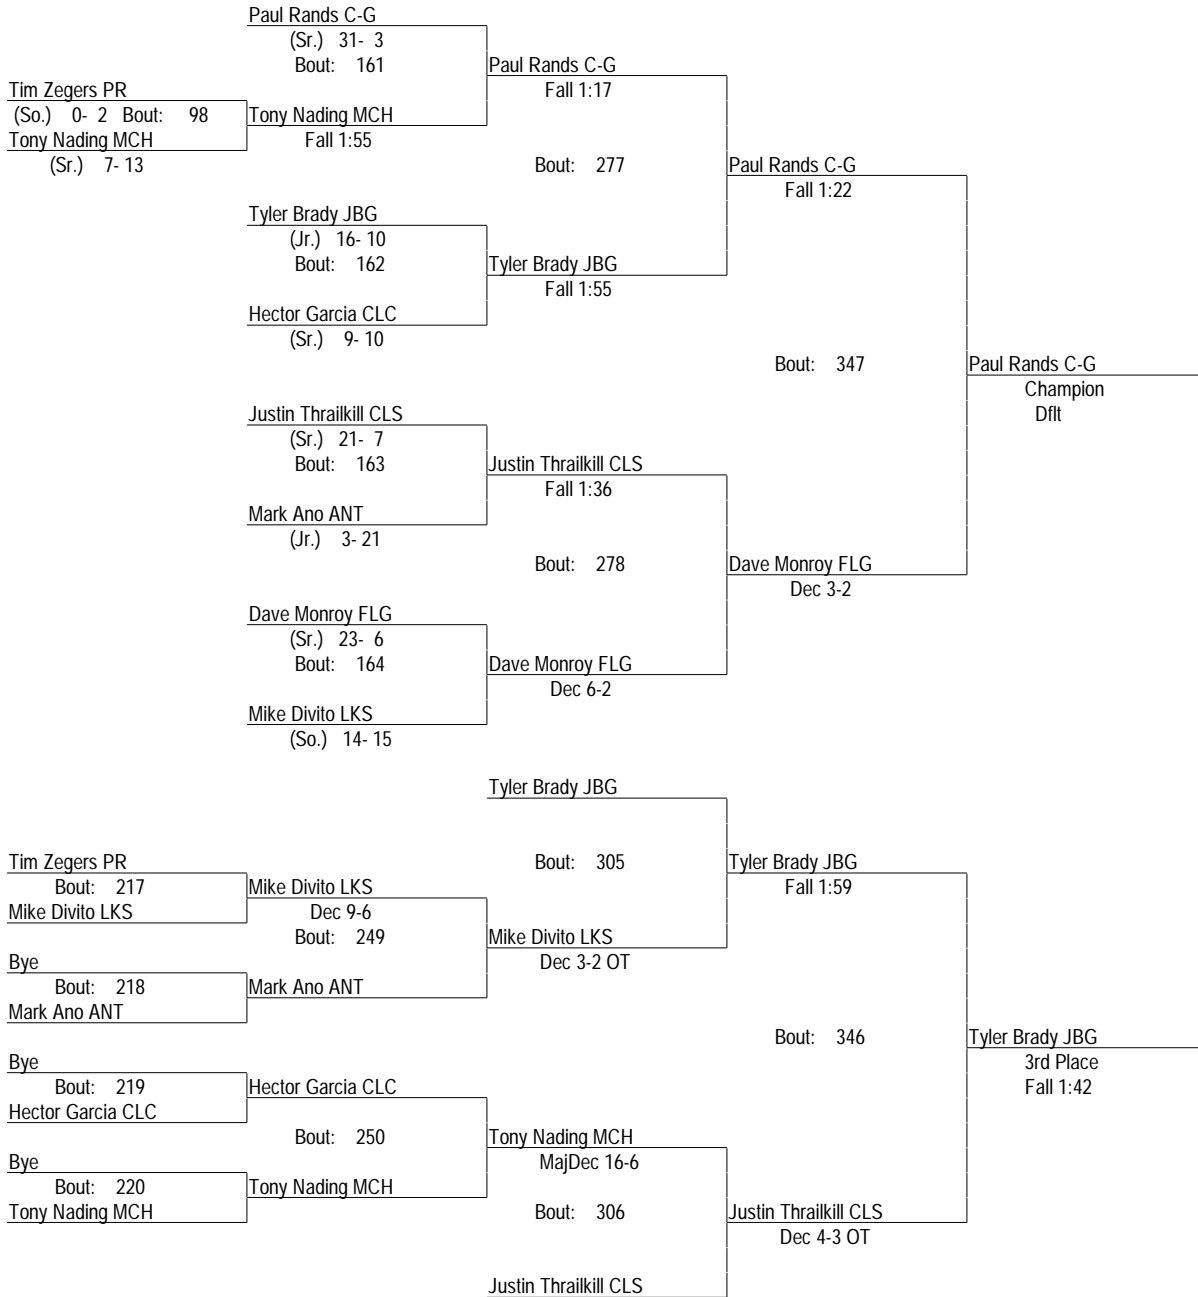 Paul Rands C-G
(Sr.) 31- 3
Bout: 161
Paul Rands C-G
Fall 1:17
Tim Zegers PR
(So.) 0- 2 Bout: 98
Tony Nading MCH
Fall 1:55
Tony Nading MCH
(Sr.) 7- 13
Bout: 277
Paul Rands C-G
Fall 1:22
Tyler Brady JBG
(Jr.) 16- 10
Bout: 162
Tyler Brady JBG
Fall 1:55
Hector Garcia CLC
(Sr.) 9- 10
Bout: 347
Paul Rands C-G
Champion
Dflt
Justin Thrailkill CLS
(Sr.) 21- 7
Bout: 163
Justin Thrailkill CLS
Fall 1:36
Mark Ano ANT
(Jr.) 3- 21
Bout: 278
Dave Monroy FLG
Dec 3-2
Dave Monroy FLG
(Sr.) 23- 6
Bout: 164
Dave Monroy FLG
Dec 6-2
Mike Divito LKS
(So.) 14- 15
Tyler Brady JBG
Tim Zegers PR
Bout: 305
Tyler Brady JBG
Bout: 217
Mike Divito LKS
Fall 1:59
Mike Divito LKS
Dec 9-6
Bout: 249
Mike Divito LKS
Dec 3-2 OT
Bye
Bout: 218
Mark Ano ANT
Mark Ano ANT
Bout: 346
Tyler Brady JBG
3rd Place
Fall 1:42
Bye
Bout: 219
Hector Garcia CLC
Hector Garcia CLC
Bout: 250
Tony Nading MCH
MajDec 16-6
Bye
Bout: 220
Tony Nading MCH
Tony Nading MCH
Bout: 306
Justin Thrailkill CLS
Dec 4-3 OT
Justin Thrailkill CLS